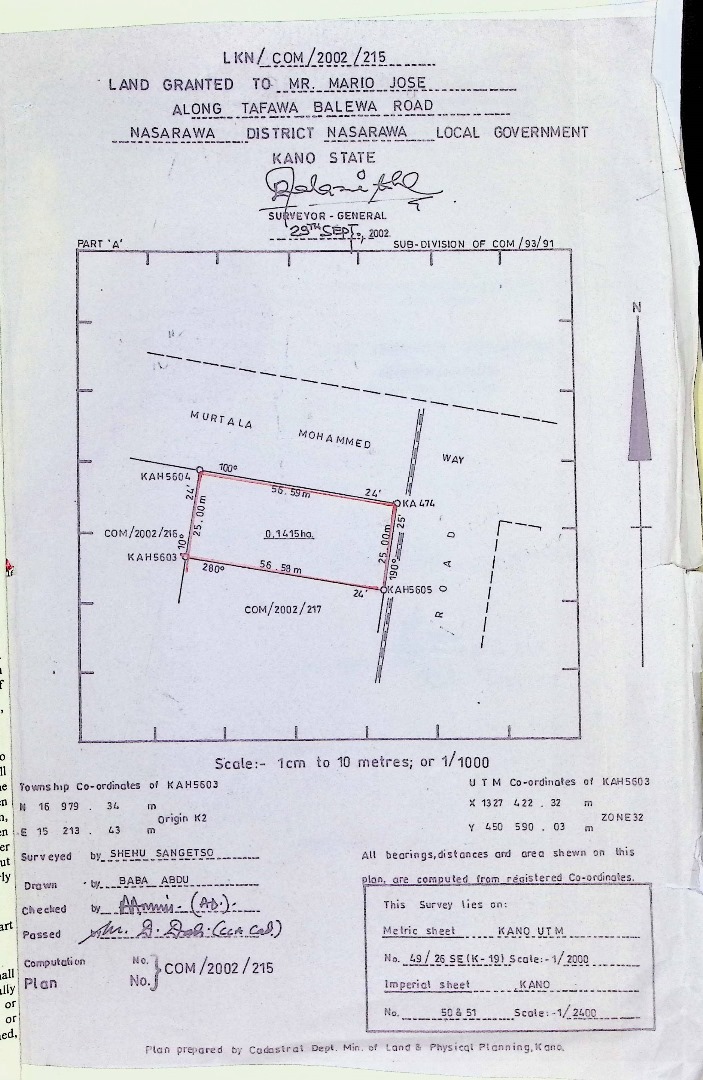 LKN/ COM/2002/215
LAND GRANTED TO MR. MARIO JOSE
ALONG TAFAWA BALEWA ROAD
NASARAWA DISTRICT NASARAWA LOCAL GOVERNMENT
KANO STATE
SURVEYOR - GENERAL
29TH SEPT., 2002.
PART 'A'
SUB-DIVISION OF COM/93/91
N
MURTALA MOHAMMED WAY
KAH5604
100°
56.59m
24'
KA 474
24'
25.00m
10°
0.1415ha.
25'
25.00m
190°
ROAD
COM/2002/216
KAH5603
280°
56.58m
24'
KAH5605
COM/2002/217
Scale:- 1cm to 10 metres; or 1/1000
Township Co-ordinates of KAH5603
N 16 979 . 34 m
Origin K2
E 15 213 . 43 m
UTM Co-ordinates of KAH5603
X 1327 422 . 32 m
ZONE32
Y 450 590 . 03 m
Surveyed by SHEHU SANGETSO
Drawn by BABA ABDU
Checked by
Passed
Computation No.
Plan No.
COM/2002/215
All bearings,distances and area shewn on this
plan, are computed from registered Co-ordinates.
This Survey lies on:
Metric sheet KANO UTM
No. 49/26 SE(K-19) Scale:-1/2000
Imperial sheet KANO
No. 50 & 51 Scale:-1/2400
Plan prepared by Cadastral Dept. Min. of Land & Physical Planning,Kano.